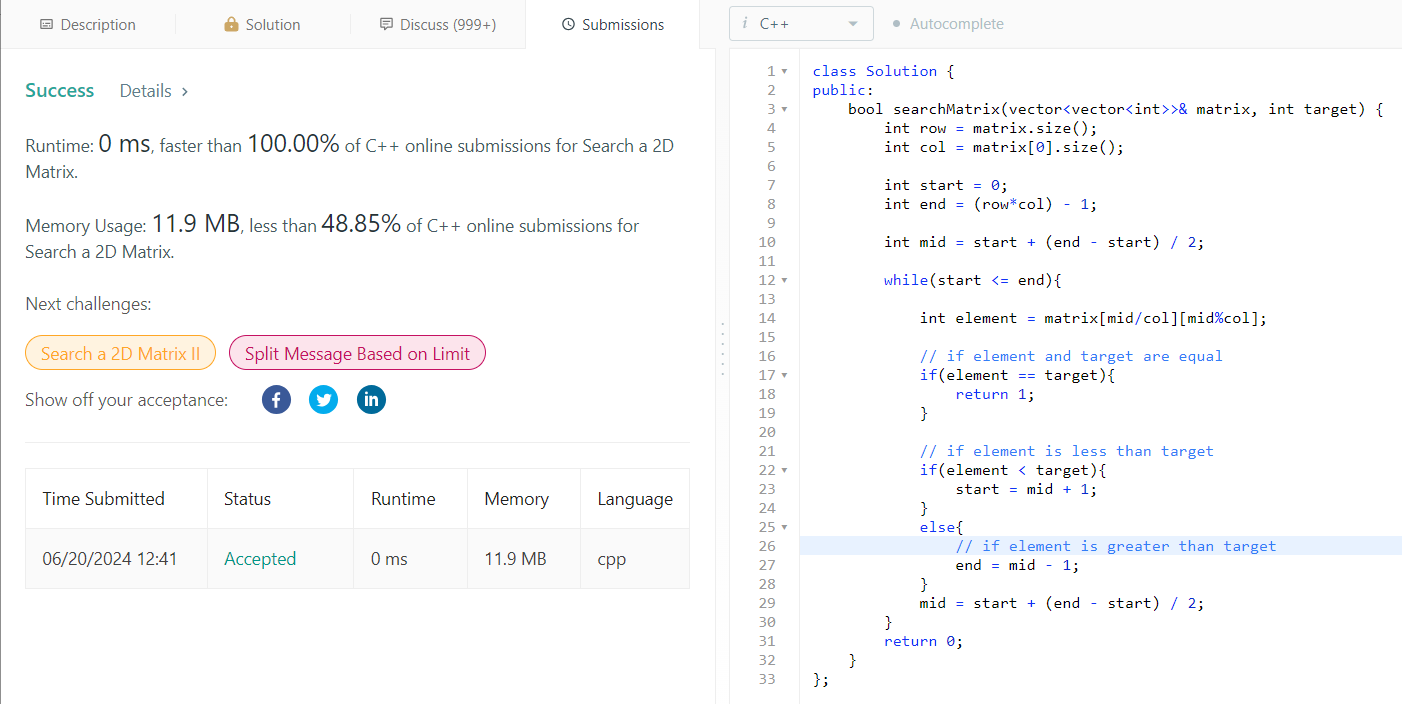 Description
Solution
Discuss (999+)
Submissions
Success Details >
Runtime: 0 ms, faster than 100.00% of C++ online submissions for Search a 2D
Matrix.
Memory Usage: 11.9 MB, less than 48.85% of C++ online submissions for
Search a 2D Matrix.
Next challenges:
Search a 2D Matrix II
Split Message Based on Limit
Show off your acceptance:
Time Submitted Status Runtime Memory Language
06/20/2024 12:41 Accepted 0 ms 11.9 MB cpp
i C++ Autocomplete
1 class Solution {
2 public:
3     bool searchMatrix(vector<vector<int>>& matrix, int target) {
4         int row = matrix.size();
5         int col = matrix[0].size();
6
7         int start = 0;
8         int end = (row*col) - 1;
9
10         int mid = start + (end - start) / 2;
11
12         while(start <= end){
13
14             int element = matrix[mid/col][mid%col];
15
16             // if element and target are equal
17             if(element == target){
18                 return 1;
19             }
20
21             // if element is less than target
22             if(element < target){
23                 start = mid + 1;
24             }
25             else{
26                 // if element is greater than target
27                 end = mid - 1;
28             }
29             mid = start + (end - start) / 2;
30         }
31         return 0;
32     }
33 };